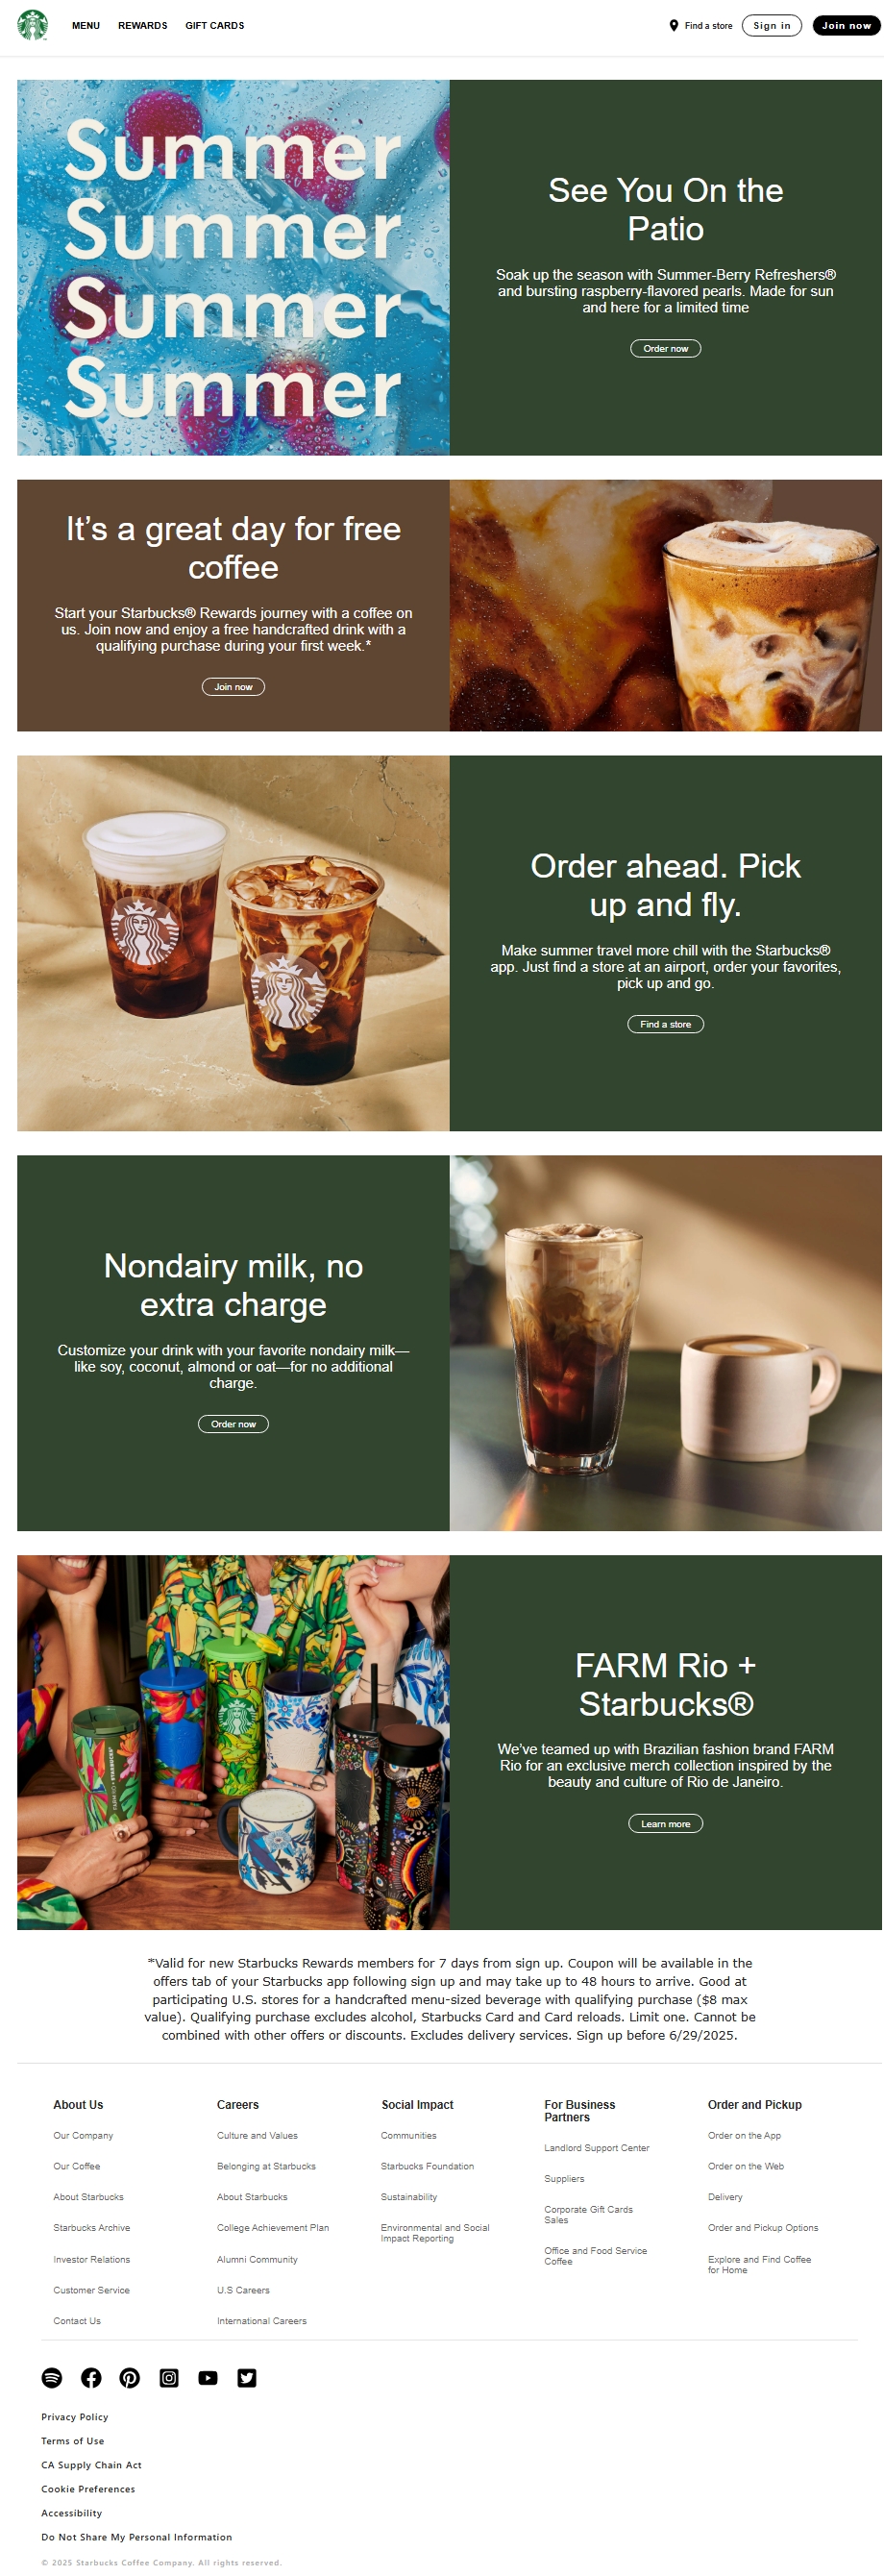 MENU REWARDS GIFT CARDS Find a store Sign in Join now
Summer
Summer
Summer
Summer
See You On the
Patio
Soak up the season with Summer-Berry Refreshers®
and bursting raspberry-flavored pearls. Made for sun
and here for a limited time
Order now
It’s a great day for free
coffee
Start your Starbucks® Rewards journey with a coffee on
us. Join now and enjoy a free handcrafted drink with a
qualifying purchase during your first week.*
Join now
Order ahead. Pick
up and fly.
Make summer travel more chill with the Starbucks®
app. Just find a store at an airport, order your favorites,
pick up and go.
Find a store
Nondairy milk, no
extra charge
Customize your drink with your favorite nondairy milk—
like soy, coconut, almond or oat—for no additional
charge.
Order now
FARM Rio +
Starbucks®
We’ve teamed up with Brazilian fashion brand FARM
Rio for an exclusive merch collection inspired by the
beauty and culture of Rio de Janeiro.
Learn more
*Valid for new Starbucks Rewards members for 7 days from sign up. Coupon will be available in the
offers tab of your Starbucks app following sign up and may take up to 48 hours to arrive. Good at
participating U.S. stores for a handcrafted menu-sized beverage with qualifying purchase ($8 max
value). Qualifying purchase excludes alcohol, Starbucks Card and Card reloads. Limit one. Cannot be
combined with other offers or discounts. Excludes delivery services. Sign up before 6/29/2025.
About Us
Our Company
Our Coffee
About Starbucks
Starbucks Archive
Investor Relations
Customer Service
Contact Us
Careers
Culture and Values
Belonging at Starbucks
About Starbucks
College Achievement Plan
Alumni Community
U.S Careers
International Careers
Social Impact
Communities
Starbucks Foundation
Sustainability
Environmental and Social
Impact Reporting
For Business
Partners
Landlord Support Center
Suppliers
Corporate Gift Cards
Sales
Office and Food Service
Coffee
Order and Pickup
Order on the App
Order on the Web
Delivery
Order and Pickup Options
Explore and Find Coffee
for Home
Privacy Policy
Terms of Use
CA Supply Chain Act
Cookie Preferences
Accessibility
Do Not Share My Personal Information
© 2025 Starbucks Coffee Company. All rights reserved.